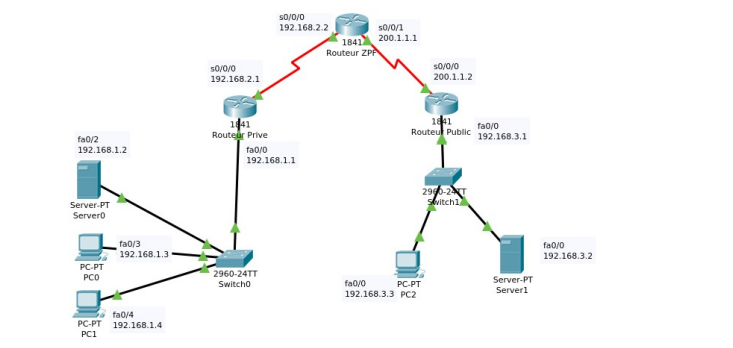 s0/0/0
192.168.2.2
s0/0/1
200.1.1.1
1841
Routeur ZPF
s0/0/0
192.168.2.1
s0/0/0
200.1.1.2
1841
Routeur Prive
1841
Routeur Public
fa0/0
192.168.3.1
fa0/0
192.168.1.1
fa0/2
192.168.1.2
Server-PT
Server0
2960-24TT
Switch1
fa0/3
192.168.1.3
PC-PT
PC0
2960-24TT
Switch0
fa0/0
192.168.3.2
Server-PT
Server1
fa0/0
192.168.3.3
PC-PT
PC2
fa0/4
192.168.1.4
PC-PT
PC1